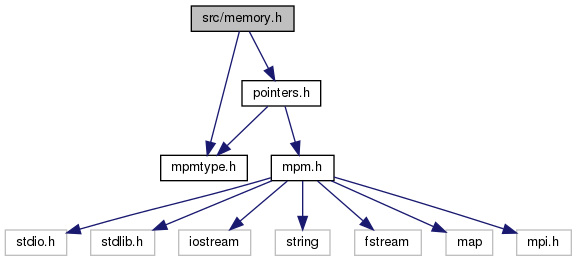 src/memory.h
pointers.h
mpmtype.h
mpm.h
stdio.h
stdlib.h
iostream
string
fstream
map
mpi.h